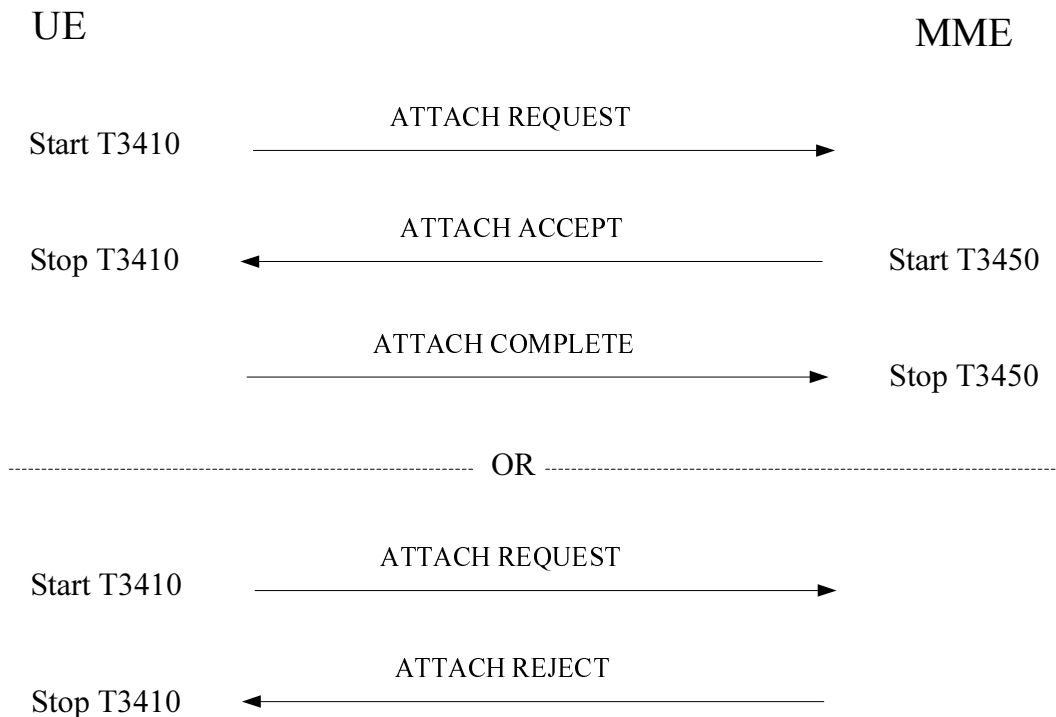 UE
MME
ATTACH REQUEST
Start T3410
ATTACH ACCEPT
Stop T3410
Start T3450
ATTACH COMPLETE
Stop T3450
OR
ATTACH REQUEST
Start T3410
ATTACH REJECT
Stop T3410